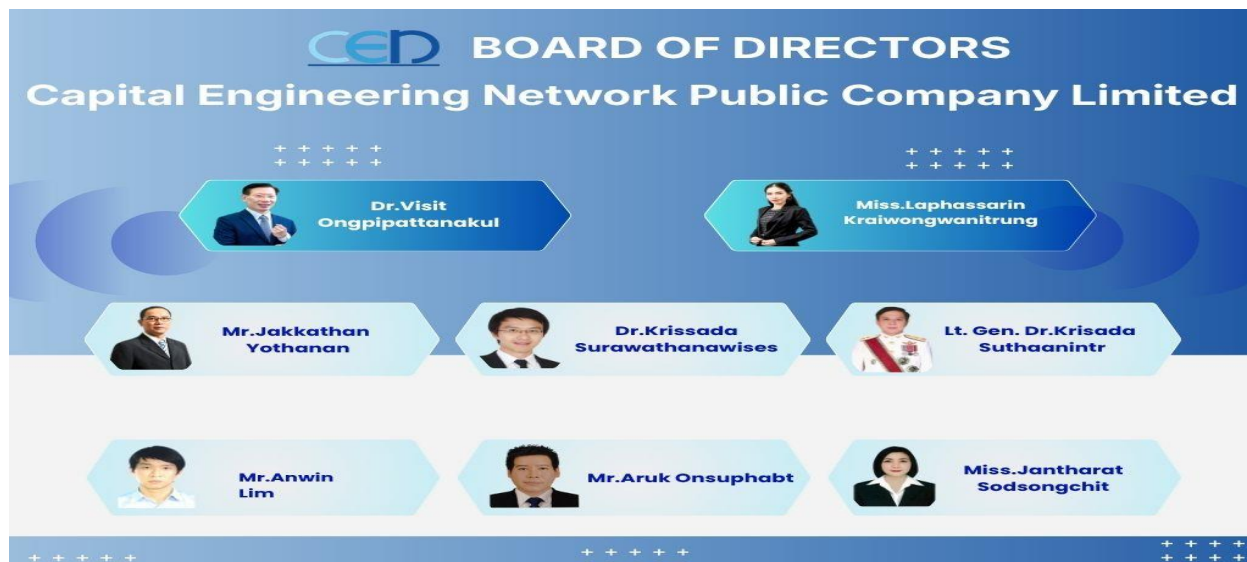 CEN BOARD OF DIRECTORS
Capital Engineering Network Public Company Limited
Dr.Visit
Ongpipattanakul
Miss.Laphassarin
Kraiwongwanitrung
Mr.Jakkathan
Yothanan
Dr.Krissada
Surawathanawises
Lt. Gen. Dr.Krisada
Suthaanintr
Mr.Anwin
Lim
Mr.Aruk Onsuphabt
Miss.Jantharat
Sodsongchit